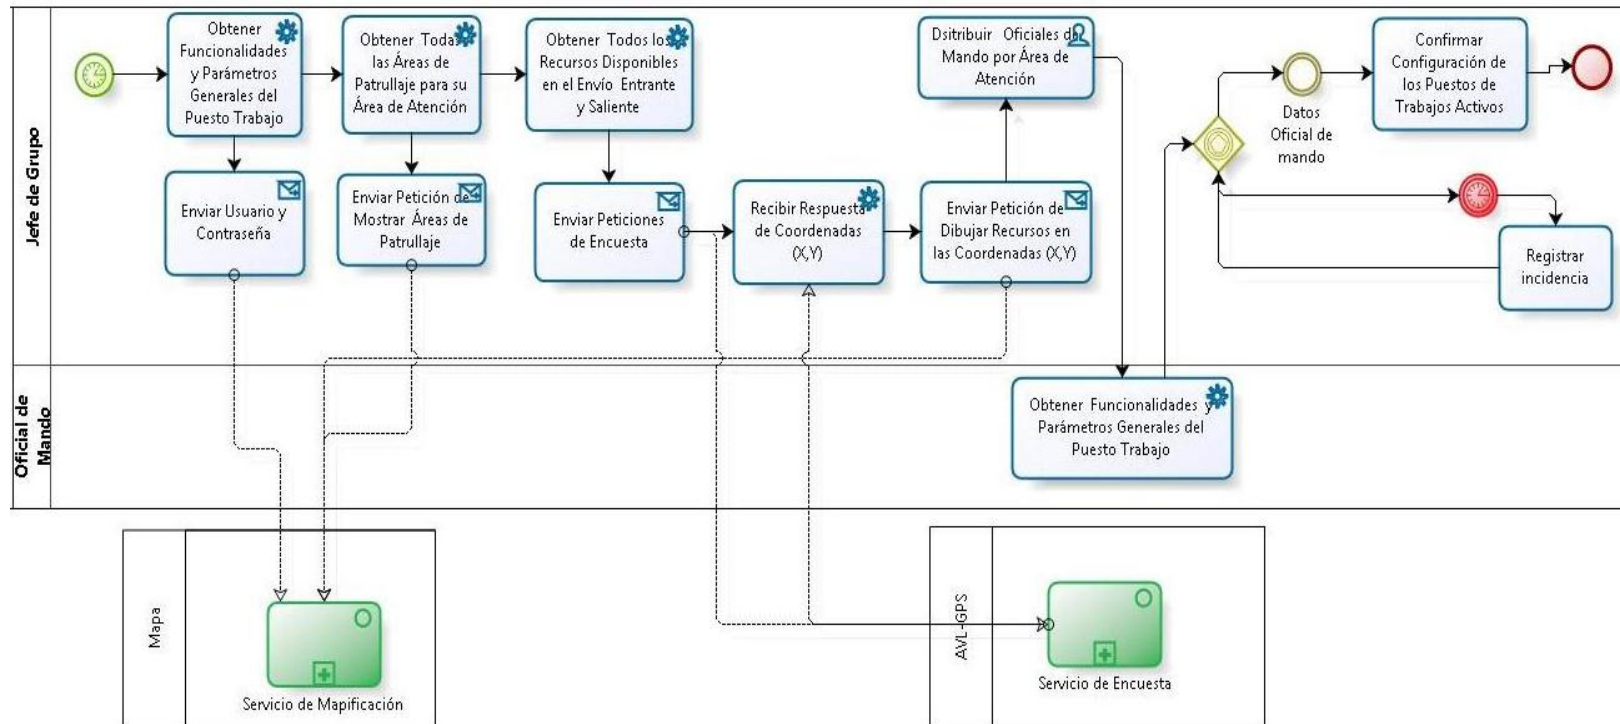 Jefe de Grupo
Obtener
Funcionalidades
y Parámetros
Generales del
Puesto Trabajo
Obtener Todas
las Áreas de
Patrullaje para su
Área de Atención
Obtener Todos los
Recursos Disponibles
en el Envío Entrante
y Saliente
Dsitribuir Oficiales de
Mando por Área de
Atención
Datos
Oficial de
mando
Confirmar
Configuración de
los Puestos de
Trabajos Activos
Enviar Usuario y
Contraseña
Enviar Petición de
Mostrar Áreas de
Patrullaje
Enviar Peticiones
de Encuesta
Recibir Respuesta
de Coordenadas
(X,Y)
Enviar Petición de
Dibujar Recursos en
las Coordenadas (X,Y)
Registrar
incidencia
Oficial de
Mando
Obtener Funcionalidades y
Parámetros Generales del
Puesto Trabajo
Mapa
Servicio de Mapificación
AVL-GPS
Servicio de Encuesta